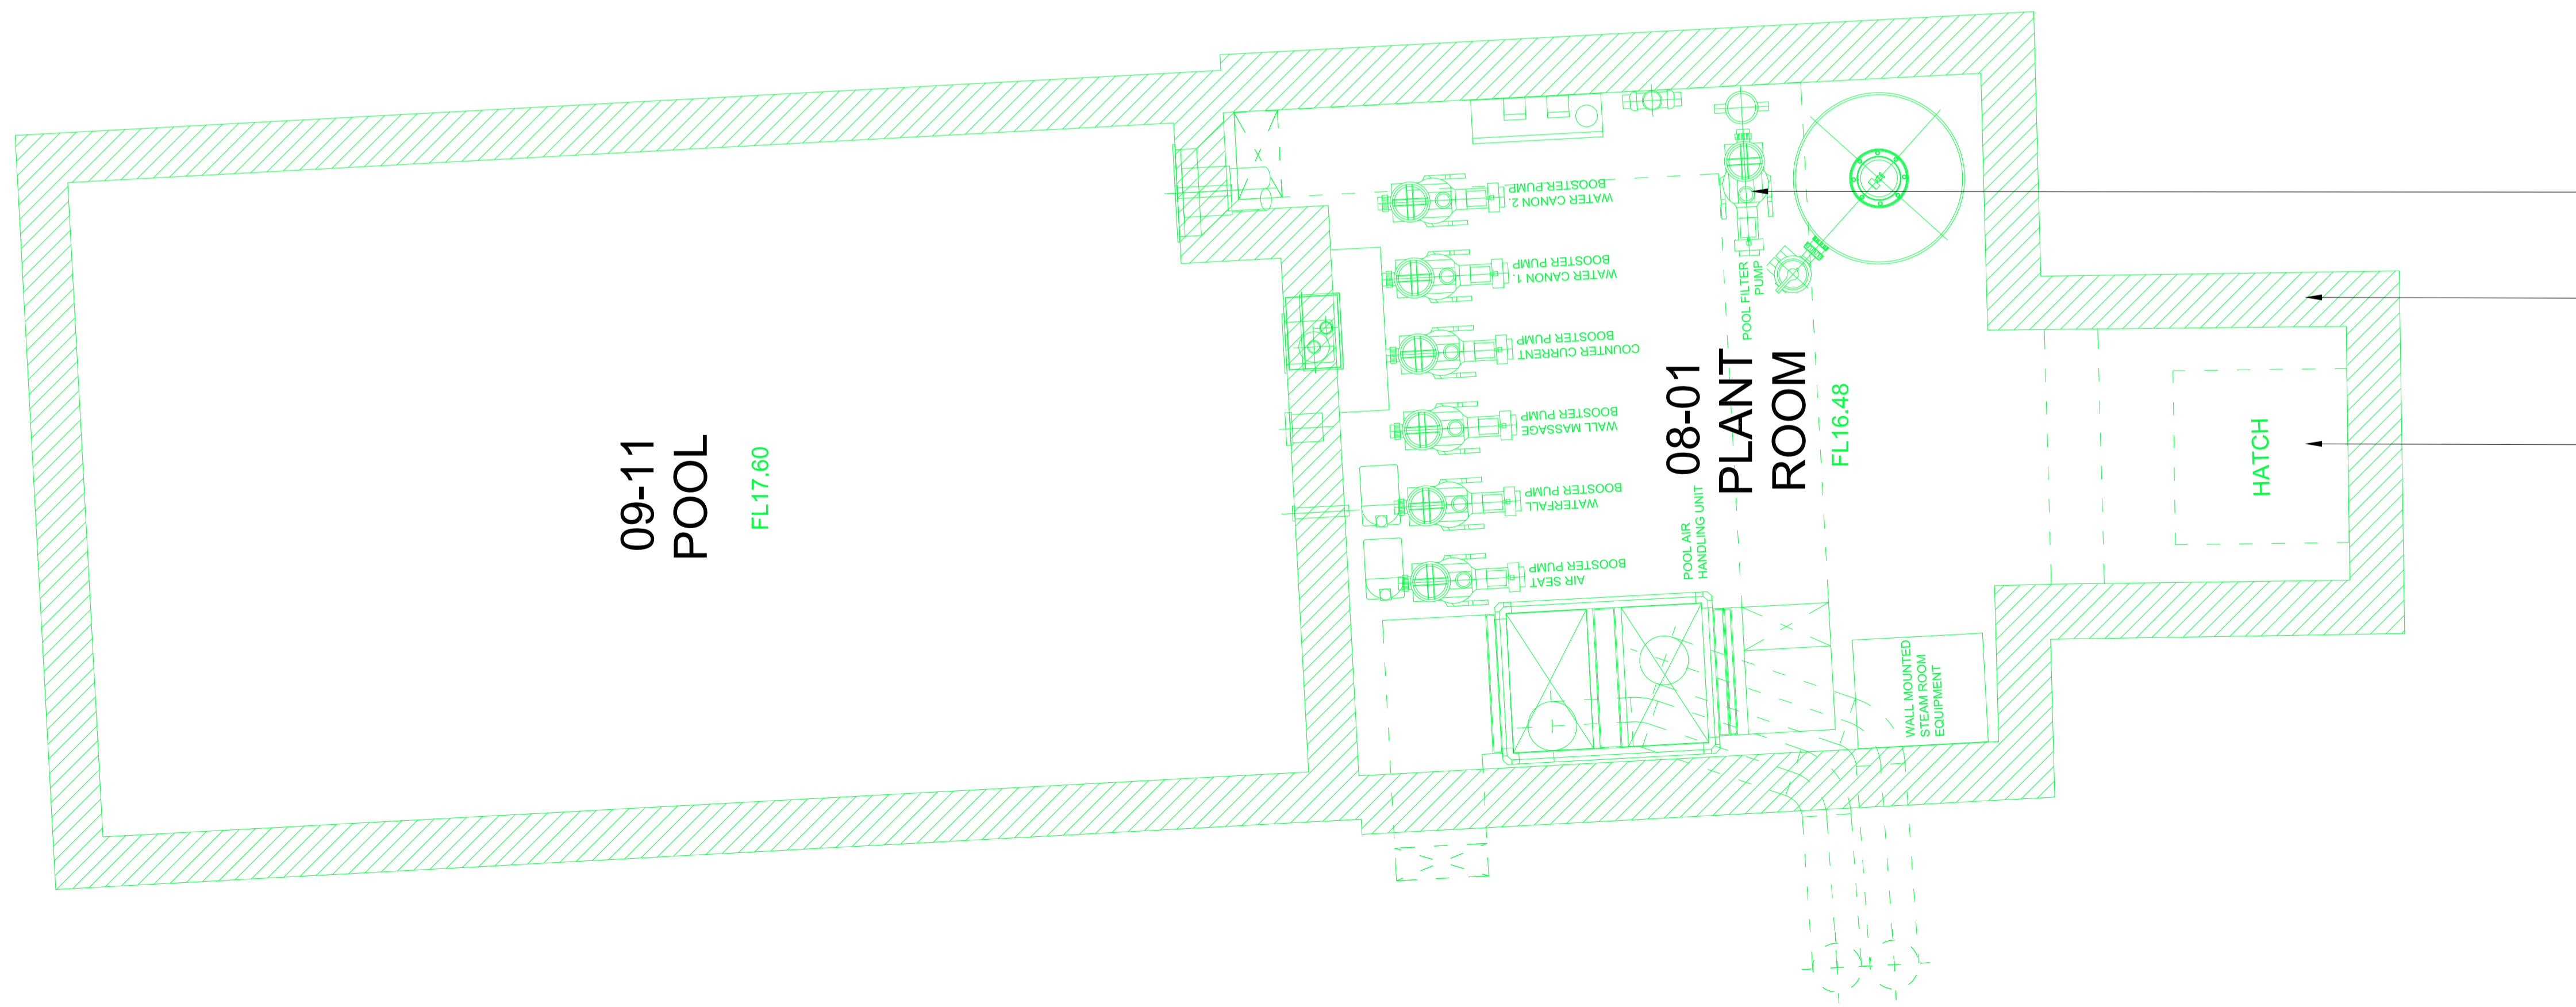 09-11
POOL
FL17.60
WATER CANON 2.
BOOSTER PUMP
WATER CANON 1.
BOOSTER PUMP
COUNTER CURRENT
BOOSTER PUMP
WALL MASSAGE
BOOSTER PUMP
WATERFALL
BOOSTER PUMP
AIR SEAT
BOOSTER PUMP
POOL FILTER
PUMP
08-01
PLANT
ROOM
FL16.48
POOL AIR
HANDLING UNIT
WALL MOUNTED
STEAM ROOM
EQUIPMENT
HATCH